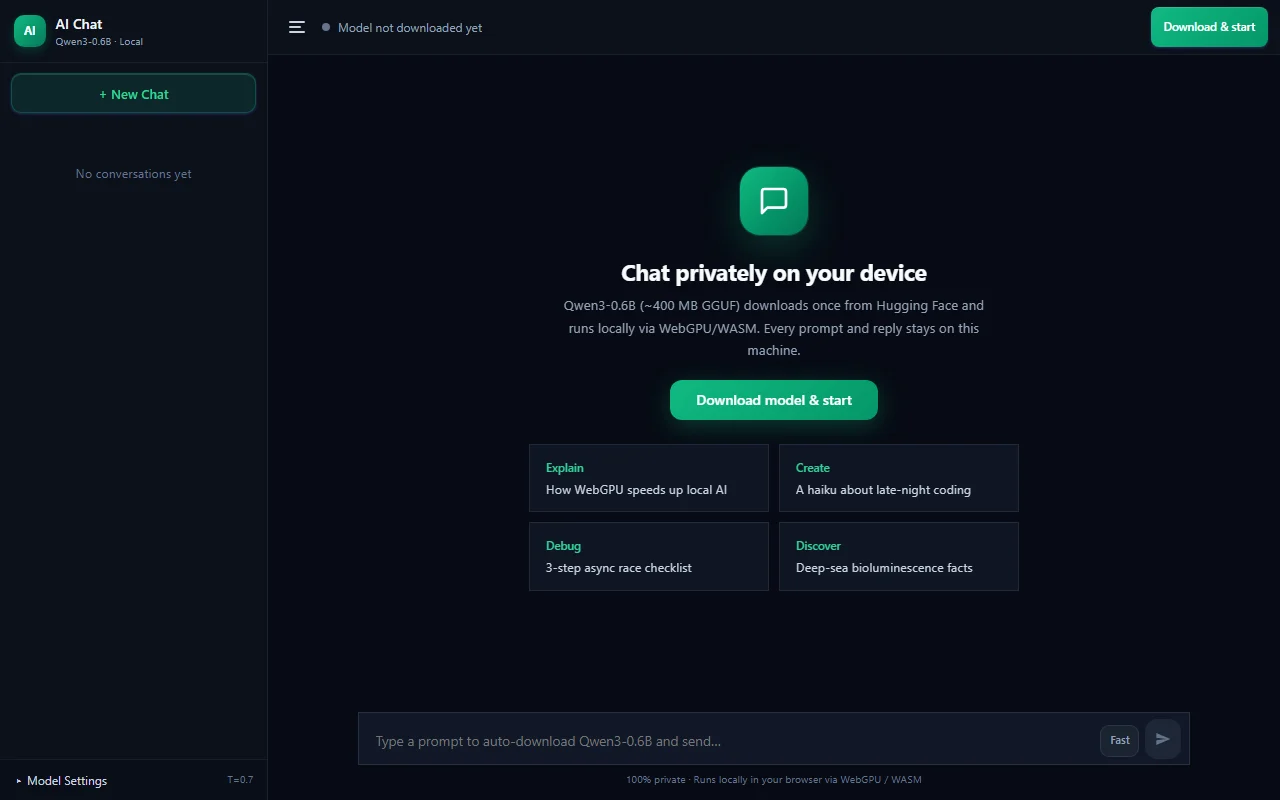 AI
AI Chat
Qwen3-0.6B · Local
+ New Chat
No conversations yet
▸ Model Settings
T=0.7
Model not downloaded yet
Download & start
Chat privately on your device
Qwen3-0.6B (~400 MB GGUF) downloads once from Hugging Face and
runs locally via WebGPU/WASM. Every prompt and reply stays on this
machine.
Download model & start
Explain
How WebGPU speeds up local AI
Create
A haiku about late-night coding
Debug
3-step async race checklist
Discover
Deep-sea bioluminescence facts
Type a prompt to auto-download Qwen3-0.6B and send...
Fast
100% private · Runs locally in your browser via WebGPU / WASM